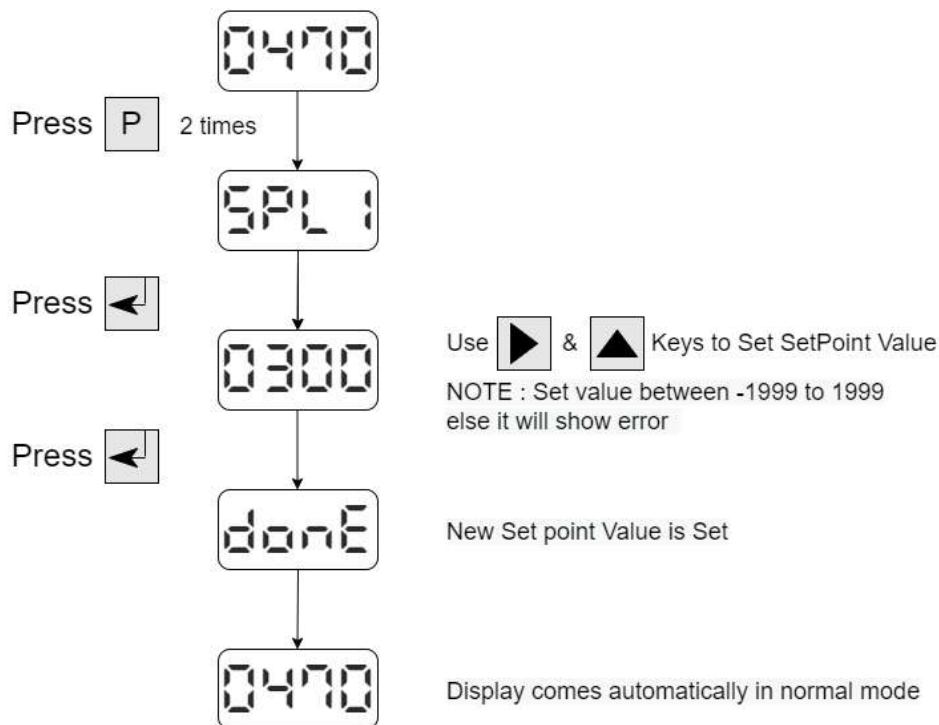 0470
Press P 2 times
SPL 1
Press
0300
Use & Keys to Set SetPoint Value
NOTE : Set value between -1999 to 1999
else it will show error
Press
donE
New Set point Value is Set
0470
Display comes automatically in normal mode